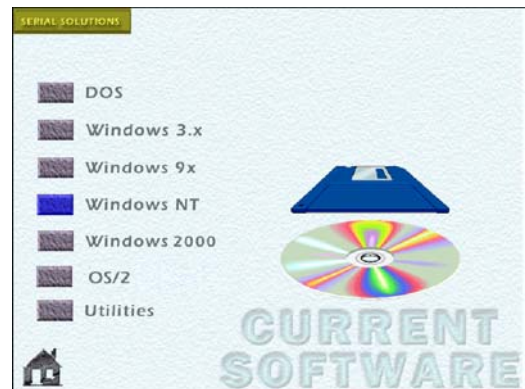 SERIAL SOLUTIONS
DOS
Windows 3.x
Windows 9x
Windows NT
Windows 2000
OS/2
Utilities
CURRENT
SOFTWARE